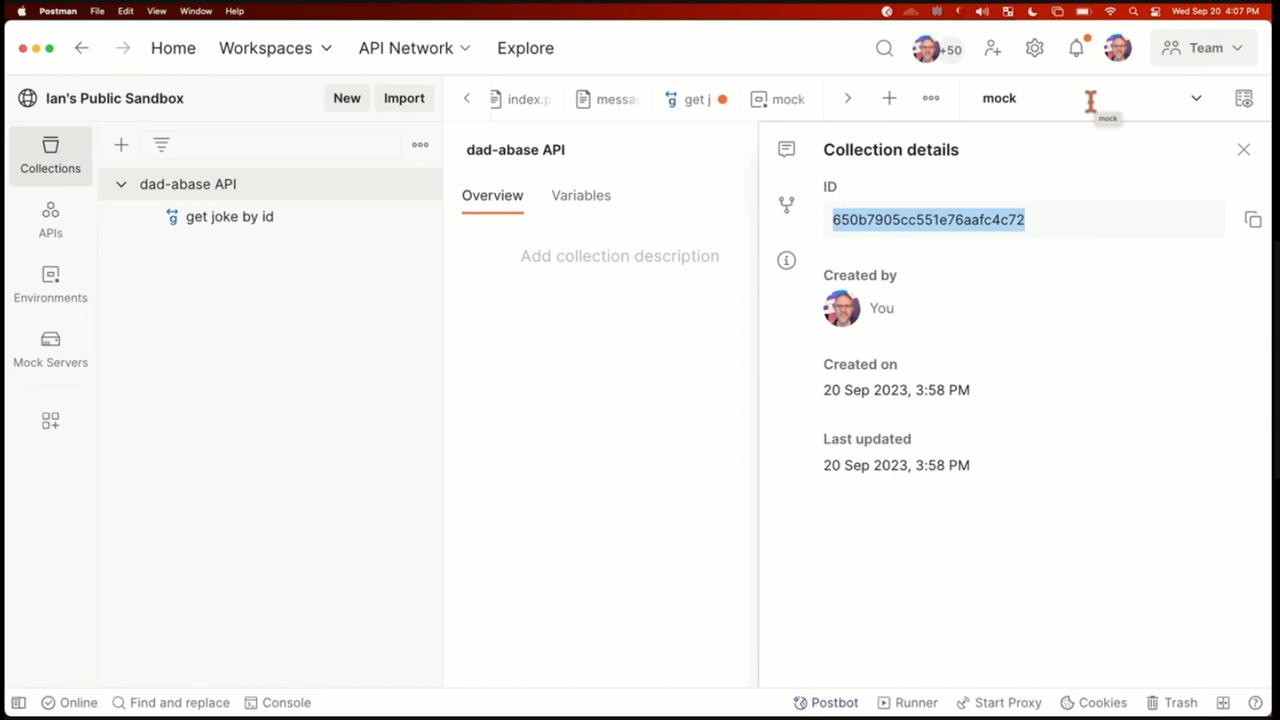 Postman File Edit View Window Help Wed Sep 20 4:07 PM
Home Workspaces API Network Explore +50 Team
Ian's Public Sandbox New Import index.p messa get j mock mock
mock
Collections
APIs
Environments
Mock Servers
dad-abase API
get joke by id
dad-abase API
Overview Variables
Add collection description
Collection details
ID
650b7905cc551e76aafc4c72
Created by
You
Created on
20 Sep 2023, 3:58 PM
Last updated
20 Sep 2023, 3:58 PM
Online Find and replace Console Postbot Runner Start Proxy Cookies Trash